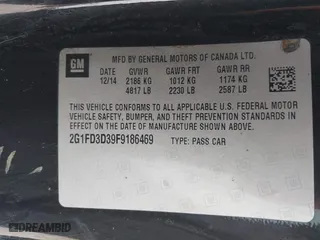 GM
MFD BY GENERAL MOTORS OF CANADA LTD.
12/14 GVWR GAWR FRT GAWR RR
2186 KG 1012 KG 1174 KG
4817 LB 2230 LB 2587 LB
THIS VEHICLE CONFORMS TO ALL APPLICABLE U.S. FEDERAL MOTOR
VEHICLE SAFETY, BUMPER, AND THEFT PREVENTION STANDARDS IN
EFFECT ON THE DATE OF MANUFACTURE SHOWN ABOVE.
2G1FD3D39F9186469 TYPE: PASS CAR
DREAMBID